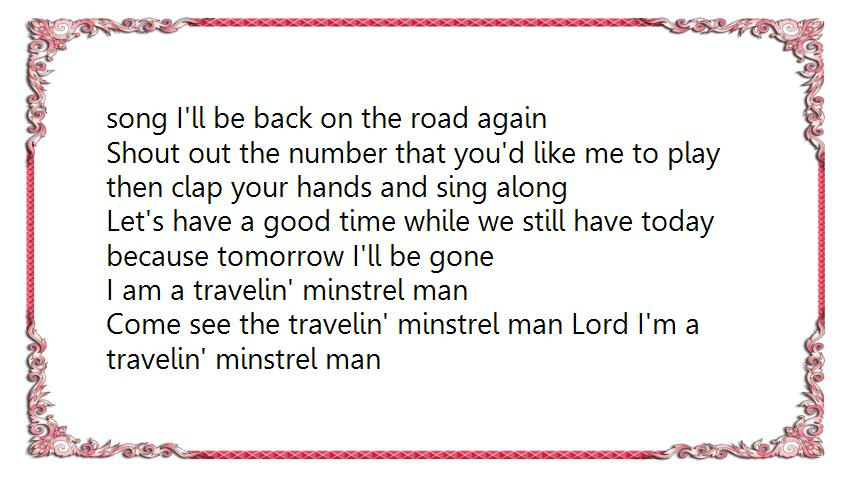 song I'll be back on the road again
Shout out the number that you'd like me to play
then clap your hands and sing along
Let's have a good time while we still have today
because tomorrow I'll be gone
I am a travelin' minstrel man
Come see the travelin' minstrel man Lord I'm a
travelin' minstrel man